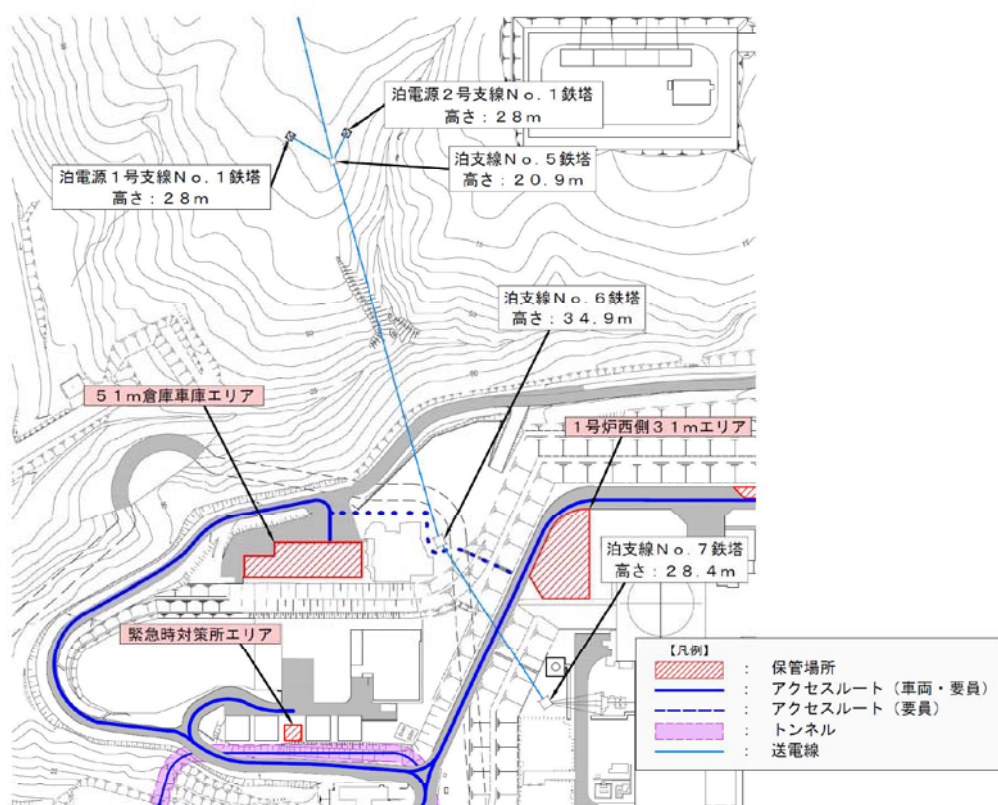 泊電源2号支線No.1鉄塔
高さ:28m
泊支線No.5鉄塔
高さ:20.9m
泊電源1号支線No.1鉄塔
高さ:28m
泊支線No.6鉄塔
高さ:34.9m
51m倉庫車庫エリア
1号炉西側31mエリア
泊支線No.7鉄塔
高さ:28.4m
緊急時対策所エリア
【凡例】
: 保管場所
: アクセスルート(車両・要員)
: アクセスルート(要員)
: トンネル
: 送電線